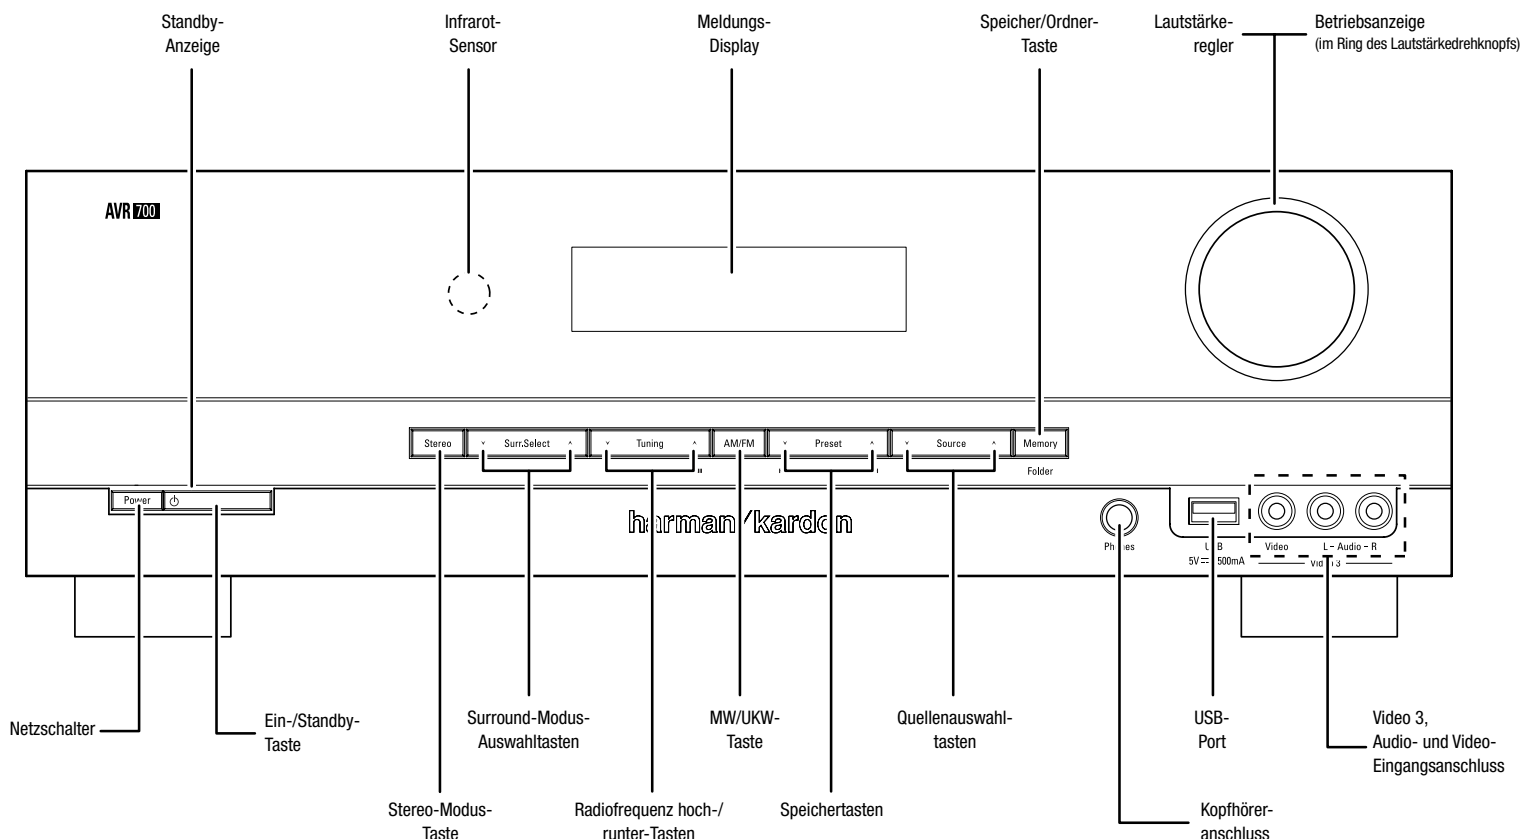 Standby-
Anzeige
Infrarot-
Sensor
Meldungs-
Display
Speicher/Ordner-
Taste
Lautstärke-
regler
Betriebsanzeige
(im Ring des Lautstärkedrehknopfs)
AVR 700
Stereo
Surr.Select
Tuning
AM/FM
Preset
Source
Memory
Folder
Power
harman/kardon
Phones
USB
5V 500mA
Video
L – Audio – R
Video 3
Netzschalter
Ein-/Standby-
Taste
Surround-Modus-
Auswahltasten
MW/UKW-
Taste
Quellenauswahl-
tasten
USB-
Port
Video 3,
Audio- und Video-
Eingangsanschluss
Stereo-Modus-
Taste
Radiofrequenz hoch-/
runter-Tasten
Speichertasten
Kopfhörer-
anschluss